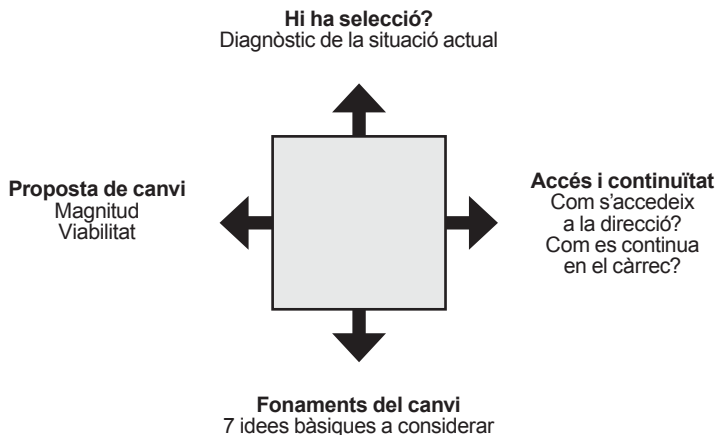 Hi ha selecció?
Diagnòstic de la situació actual
Proposta de canvi
Magnitud
Viabilitat
Accés i continuïtat
Com s'accedeix
a la direcció?
Com es continua
en el càrrec?
Fonaments del canvi
7 idees bàsiques a considerar